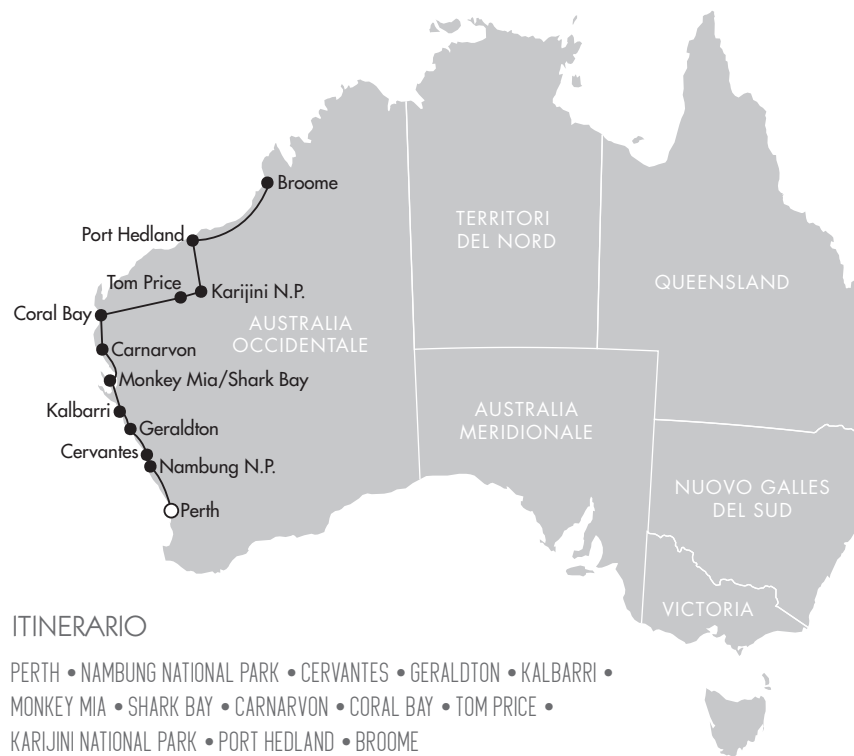 Broome
Port Hedland
TERRITORI
DEL NORD
Tom Price
Karijini N.P.
QUEENSLAND
Coral Bay
AUSTRALIA
OCCIDENTALE
Carnarvon
Monkey Mia/Shark Bay
Kalbarri
AUSTRALIA
MERIDIONALE
Geraldton
Cervantes
Nambung N.P.
NUOVO GALLES
DEL SUD
Perth
VICTORIA
ITINERARIO
PERTH • NAMBUNG NATIONAL PARK • CERVANTES • GERALDTON • KALBARRI •
MONKEY MIA • SHARK BAY • CARNARVON • CORAL BAY • TOM PRICE •
KARIJINI NATIONAL PARK • PORT HEDLAND • BROOME